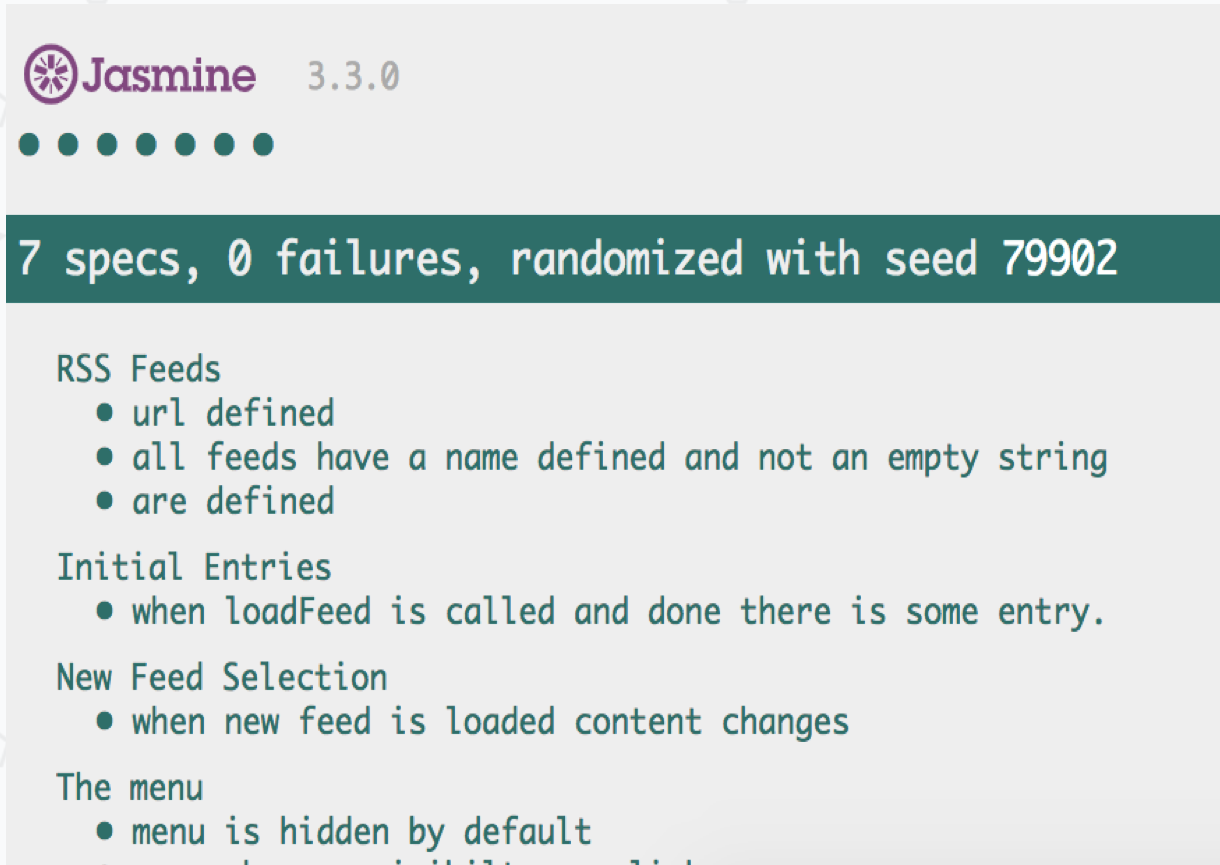 Jasmine 3.3.0
7 specs, 0 failures, randomized with seed 79902
RSS Feeds
• url defined
• all feeds have a name defined and not an empty string
• are defined
Initial Entries
• when loadFeed is called and done there is some entry.
New Feed Selection
• when new feed is loaded content changes
The menu
• menu is hidden by default